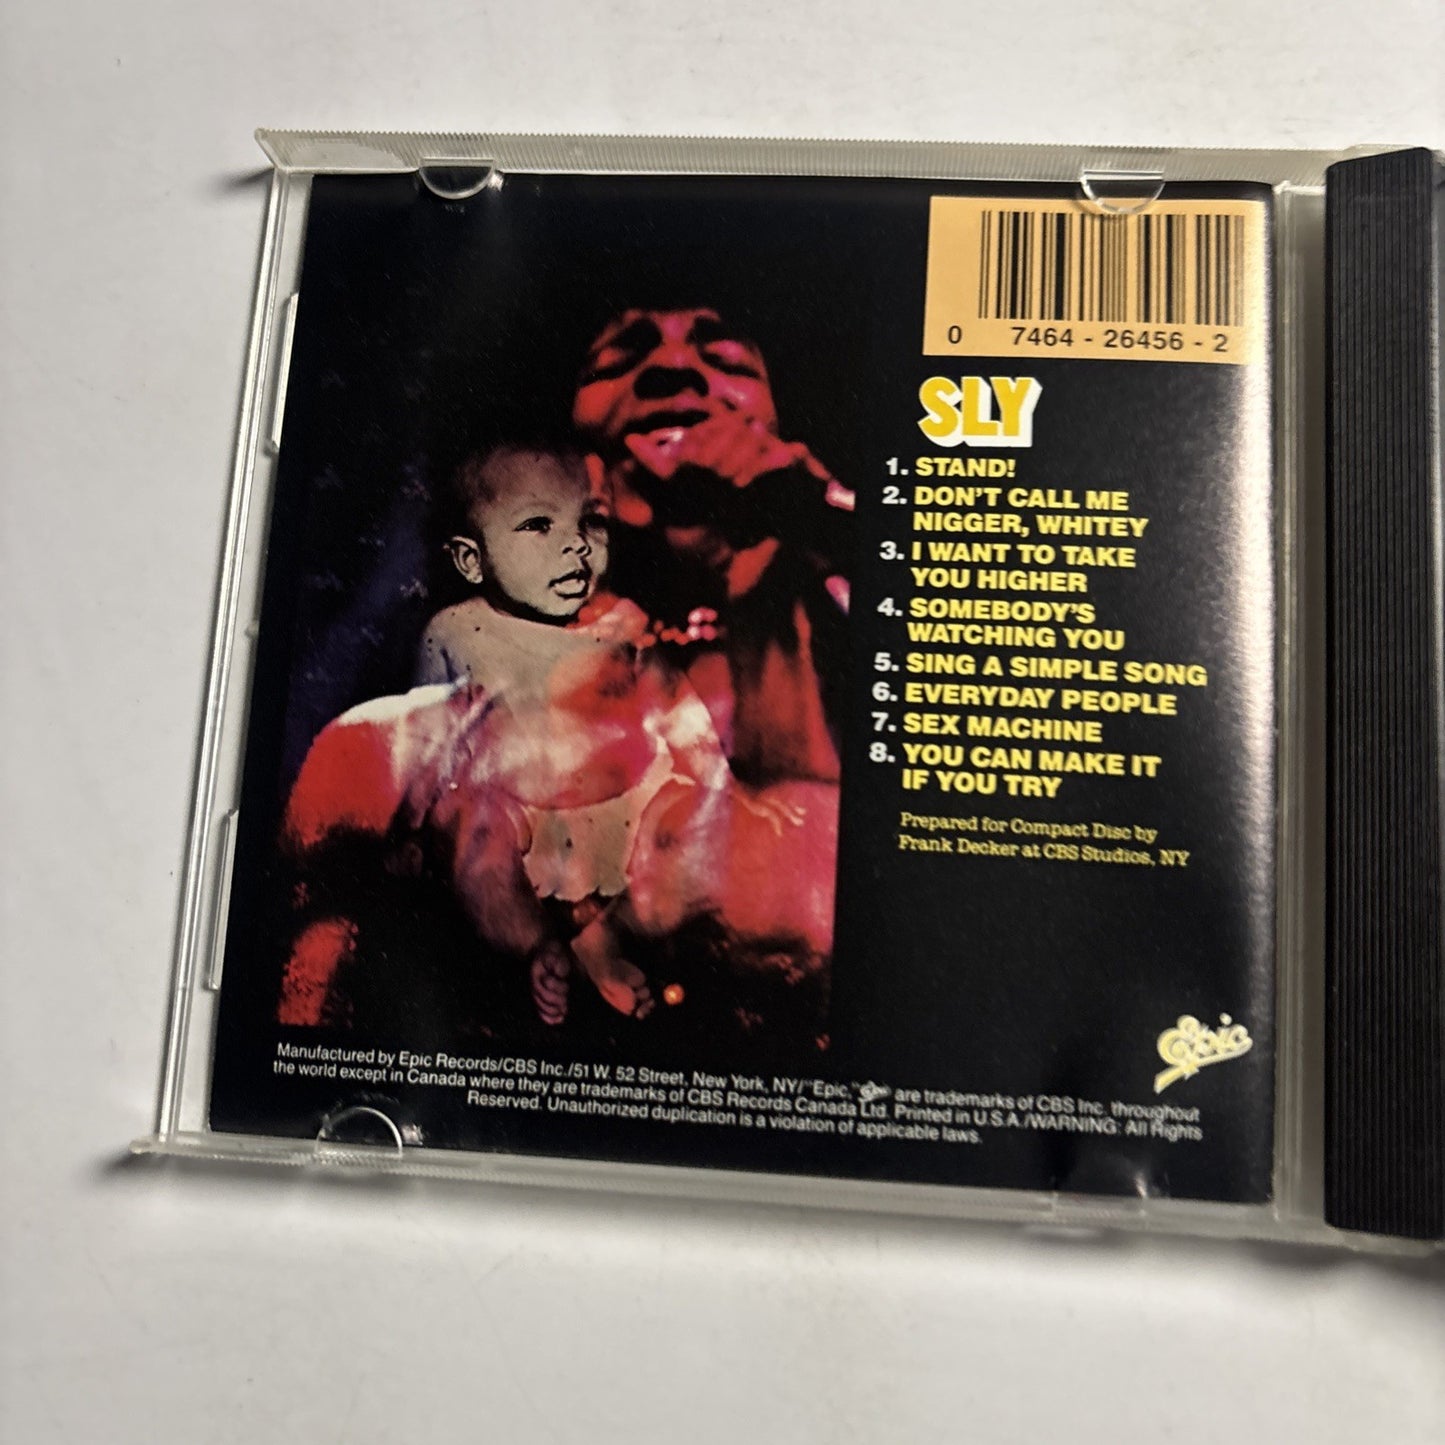 0 7464 - 26456 - 2
SLY
1. STAND!
2. DON'T CALL ME
NIGGER, WHITEY
3. I WANT TO TAKE
YOU HIGHER
4. SOMEBODY'S
WATCHING YOU
5. SING A SIMPLE SONG
6. EVERYDAY PEOPLE
7. SEX MACHINE
8. YOU CAN MAKE IT
IF YOU TRY
Prepared for Compact Disc by
Frank Decker at CBS Studios, NY
Epic
Manufactured by Epic Records/CBS Inc./51 W. 52 Street, New York, NY/"Epic," are trademarks of CBS Inc. throughout
the world except in Canada where they are trademarks of CBS Records Canada Ltd. Printed in U.S.A./WARNING: All Rights
Reserved. Unauthorized duplication is a violation of applicable laws.